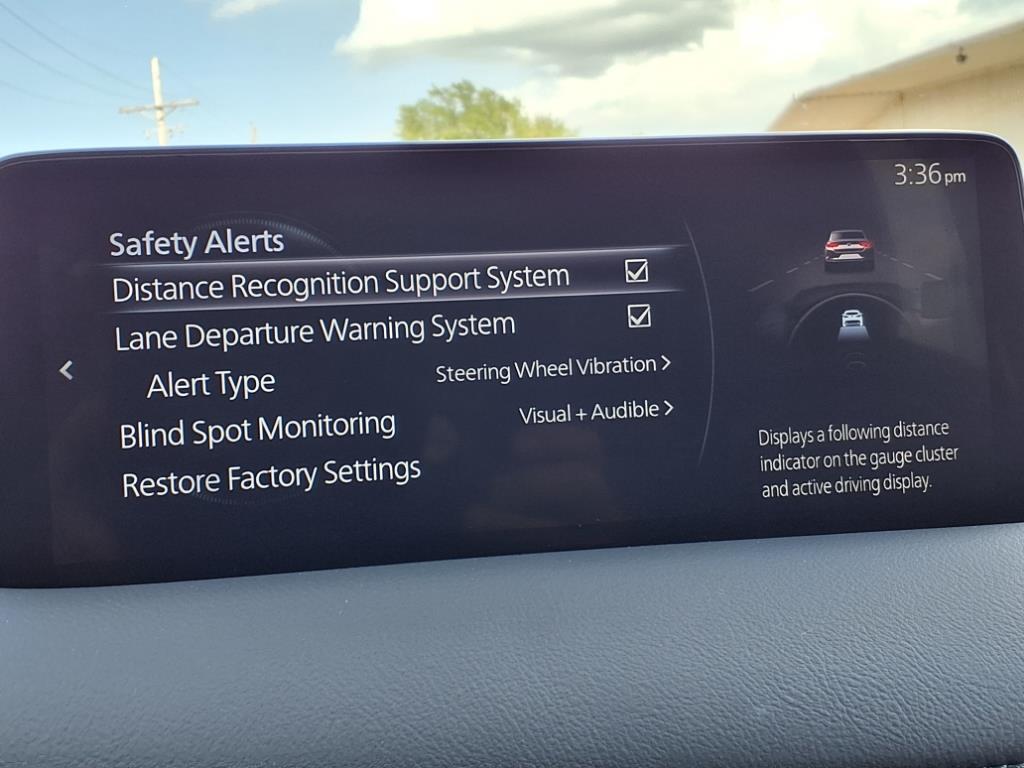 3:36 pm
Safety Alerts
Distance Recognition Support System
Lane Departure Warning System
Alert Type Steering Wheel Vibration >
Blind Spot Monitoring Visual + Audible >
Restore Factory Settings
Displays a following distance
indicator on the gauge cluster
and active driving display.